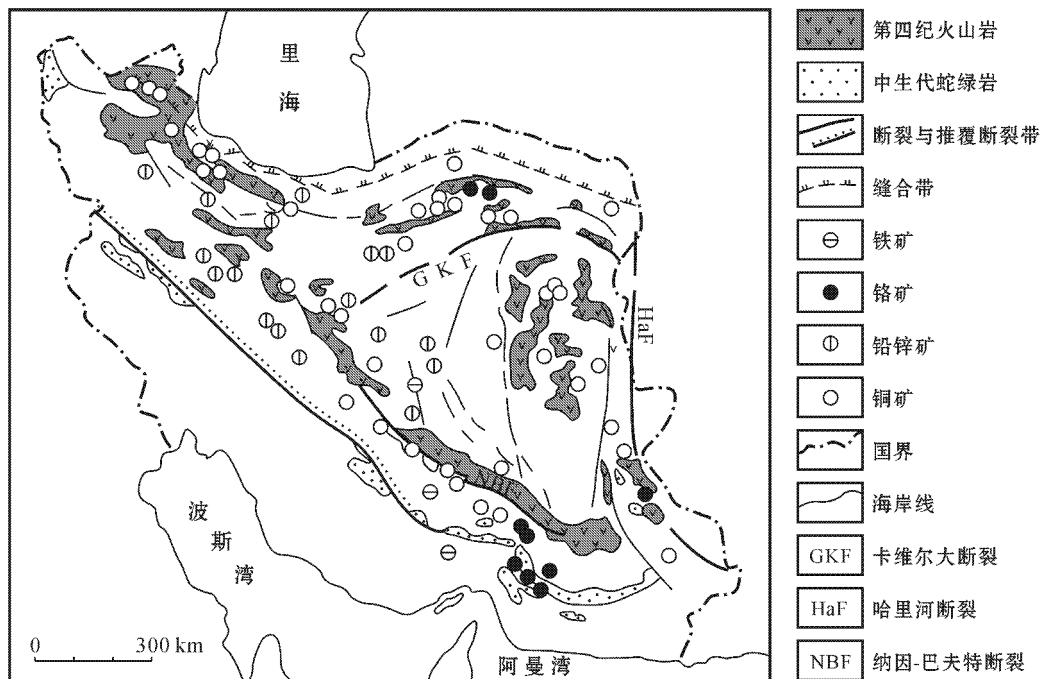 里
海
GKF
HaF
NBF
波
斯
湾
0 300 km
阿曼湾
第四纪火山岩
中生代蛇绿岩
断裂与推覆断裂带
缝合带
铁矿
铬矿
铅锌矿
铜矿
国界
海岸线
GKF 卡维尔大断裂
HaF 哈里河断裂
NBF 纳因-巴夫特断裂